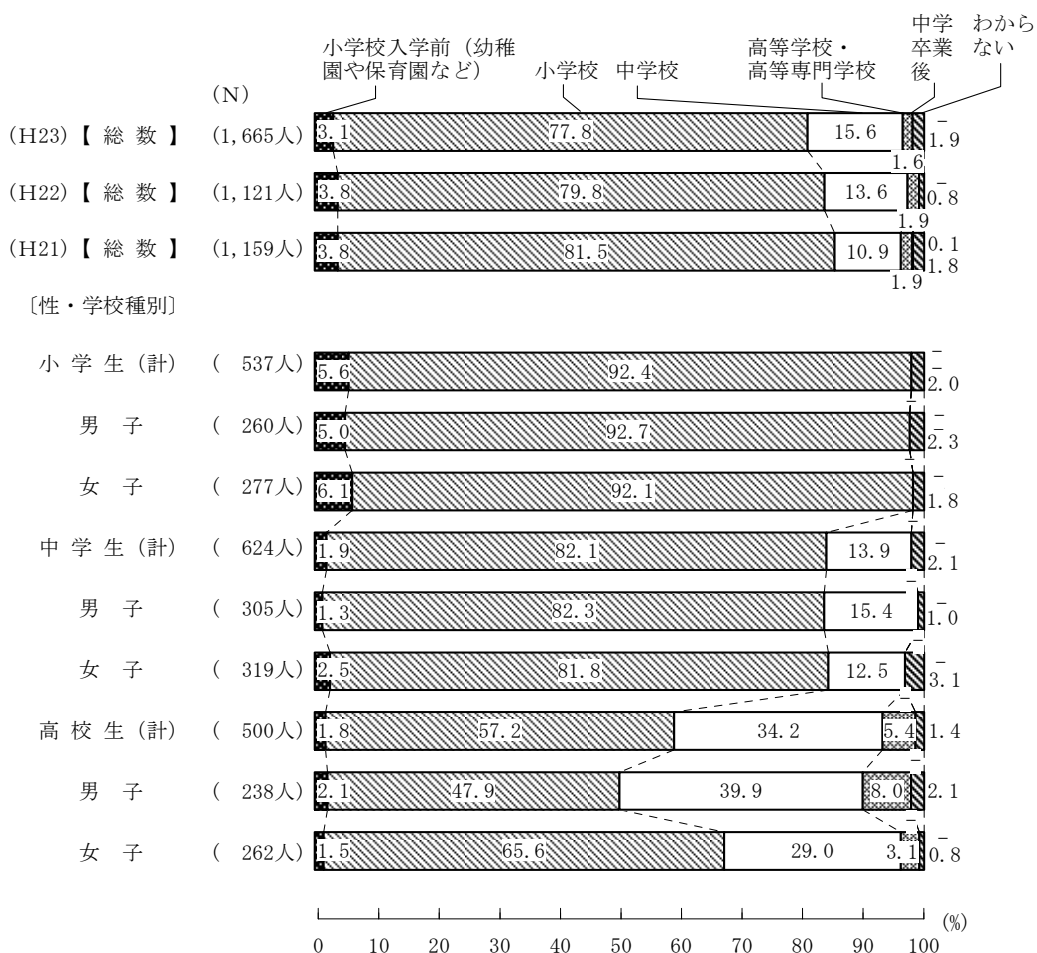 小学校入学前（幼稚
園や保育園など）
小学校
中学校
高等学校・
高等専門学校
中学
卒業
後
わから
ない
(N)
(H23)【 総 数 】 (1,665人) 3.1 77.8 15.6 1.6 － 1.9
(H22)【 総 数 】 (1,121人) 3.8 79.8 13.6 1.9 － 0.8
(H21)【 総 数 】 (1,159人) 3.8 81.5 10.9 1.9 0.1 1.8
〔性・学校種別〕
小 学 生（計） ( 537人) 5.6 92.4 － － 2.0
男 子 ( 260人) 5.0 92.7 － － 2.3
女 子 ( 277人) 6.1 92.1 － － 1.8
中 学 生（計） ( 624人) 1.9 82.1 13.9 － － 2.1
男 子 ( 305人) 1.3 82.3 15.4 － － 1.0
女 子 ( 319人) 2.5 81.8 12.5 － － 3.1
高 校 生（計） ( 500人) 1.8 57.2 34.2 5.4 － 1.4
男 子 ( 238人) 2.1 47.9 39.9 8.0 － 2.1
女 子 ( 262人) 1.5 65.6 29.0 3.1 － 0.8
0 10 20 30 40 50 60 70 80 90 100 (%)